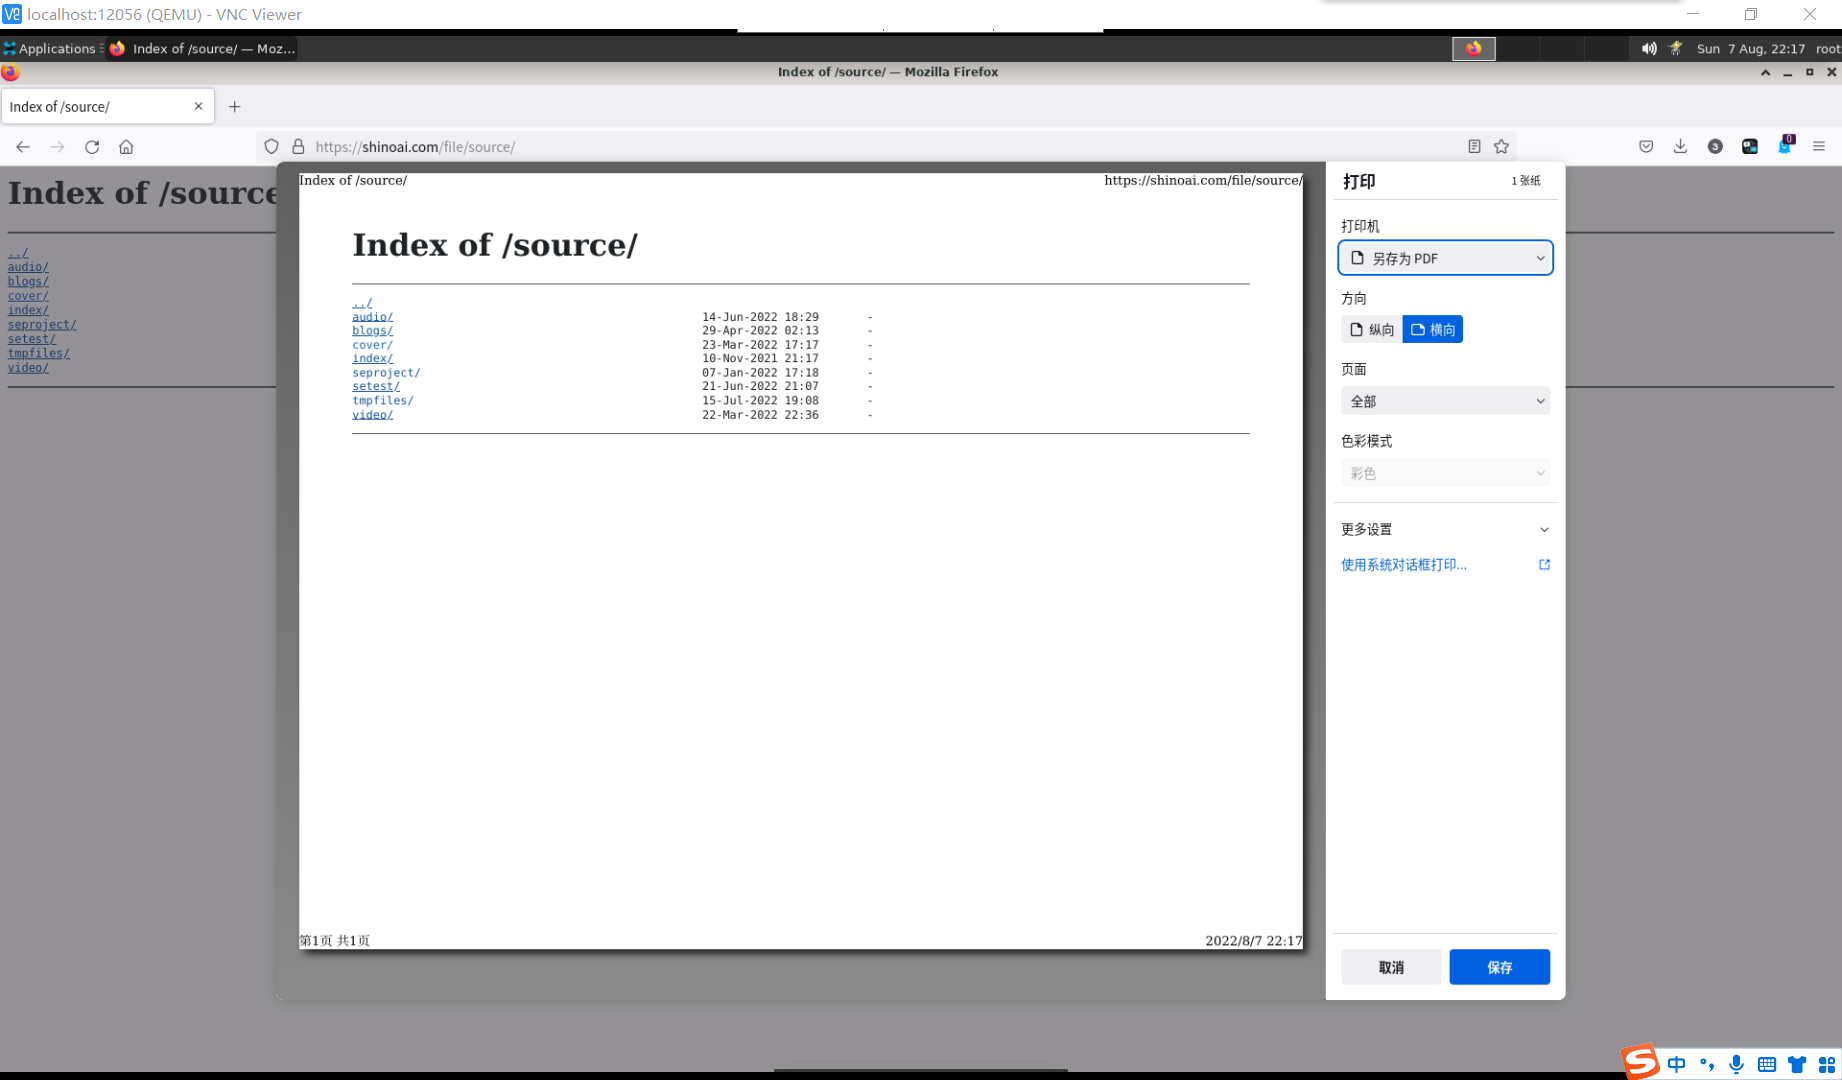 localhost:12056 (QEMU) - VNC Viewer
Applications
Index of /source/ — Moz...
Sun 7 Aug, 22:17 root
Index of /source/ — Mozilla Firefox
Index of /source/
https://shinoai.com/file/source/
3
0
Index of /source
../
audio/
blogs/
cover/
index/
seproject/
setest/
tmpfiles/
video/
Index of /source/ https://shinoai.com/file/source/
Index of /source/
../
audio/ 14-Jun-2022 18:29 -
blogs/ 29-Apr-2022 02:13 -
cover/ 23-Mar-2022 17:17 -
index/ 10-Nov-2021 21:17 -
seproject/ 07-Jan-2022 17:18 -
setest/ 21-Jun-2022 21:07 -
tmpfiles/ 15-Jul-2022 19:08 -
video/ 22-Mar-2022 22:36 -
第1页 共1页 2022/8/7 22:17
打印 1 张纸
打印机
另存为 PDF
方向
纵向 横向
页面
全部
色彩模式
彩色
更多设置
使用系统对话框打印...
取消 保存
中